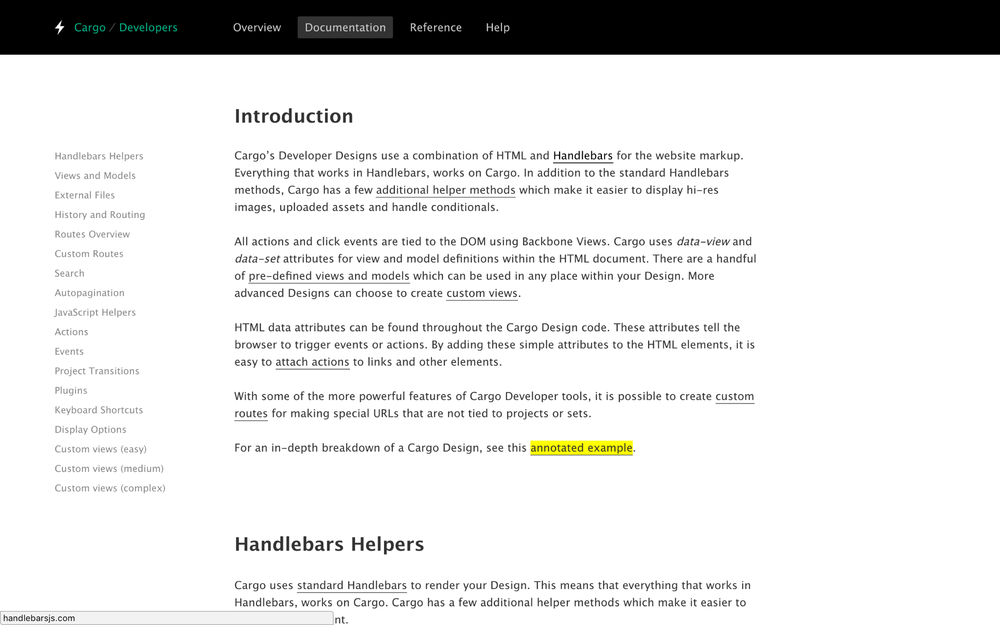 Cargo / Developers
Overview
Documentation
Reference
Help
Handlebars Helpers
Views and Models
External Files
History and Routing
Routes Overview
Custom Routes
Search
Autopagination
JavaScript Helpers
Actions
Events
Project Transitions
Plugins
Keyboard Shortcuts
Display Options
Custom views (easy)
Custom views (medium)
Custom views (complex)
Introduction
Cargo's Developer Designs use a combination of HTML and Handlebars for the website markup.
Everything that works in Handlebars, works on Cargo. In addition to the standard Handlebars
methods, Cargo has a few additional helper methods which make it easier to display hi-res
images, uploaded assets and handle conditionals.
All actions and click events are tied to the DOM using Backbone Views. Cargo uses data-view and
data-set attributes for view and model definitions within the HTML document. There are a handful
of pre-defined views and models which can be used in any place within your Design. More
advanced Designs can choose to create custom views.
HTML data attributes can be found throughout the Cargo Design code. These attributes tell the
browser to trigger events or actions. By adding these simple attributes to the HTML elements, it is
easy to attach actions to links and other elements.
With some of the more powerful features of Cargo Developer tools, it is possible to create custom
routes for making special URLs that are not tied to projects or sets.
For an in-depth breakdown of a Cargo Design, see this annotated example.
Handlebars Helpers
Cargo uses standard Handlebars to render your Design. This means that everything that works in
Handlebars, works on Cargo. Cargo has a few additional helper methods which make it easier to
nt.
handlebarsjs.com